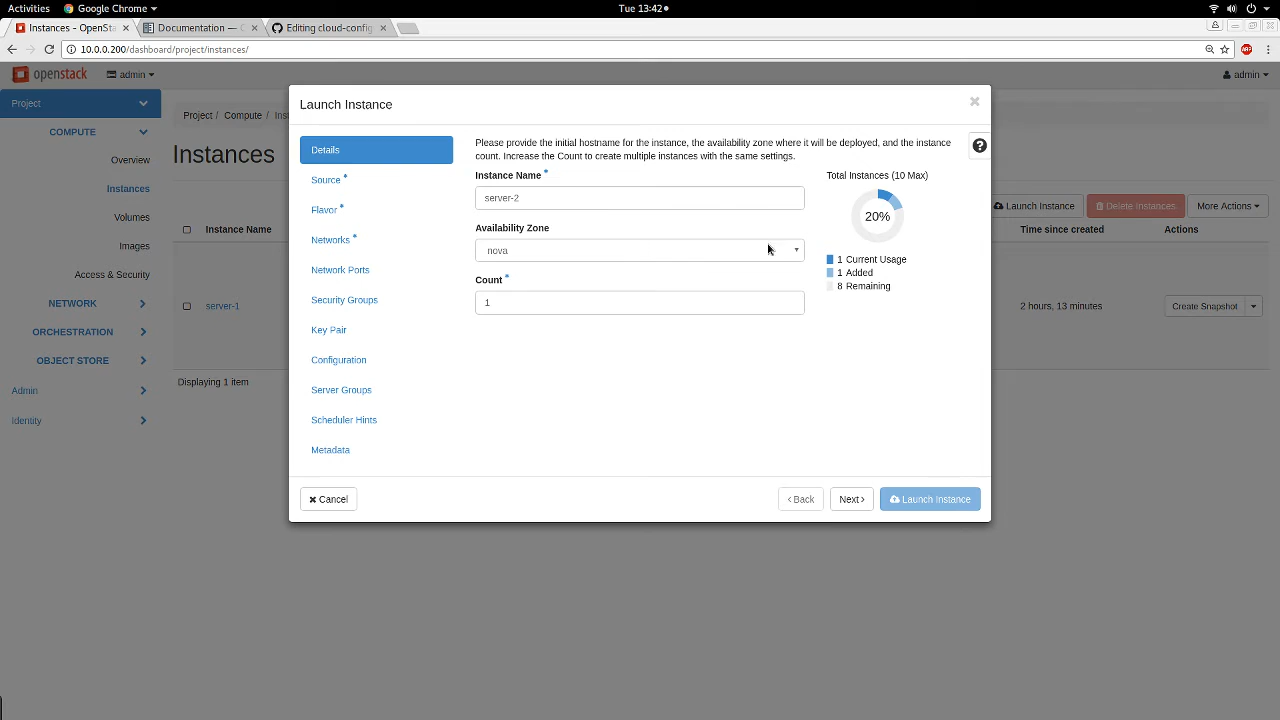 Activities Google Chrome Tue 13:42
Instances - OpenSta Documentation — C Editing cloud-config
10.0.0.200/dashboard/project/instances/ ABP
openstack admin admin
Project
COMPUTE
Overview
Instances
Volumes
Images
Access & Security
NETWORK
ORCHESTRATION
OBJECT STORE
Admin
Identity
Project / Compute / Inst
Instances
Launch Instance Delete Instances More Actions
Instance Name Time since created Actions
server-1 2 hours, 13 minutes Create Snapshot
Displaying 1 item
Launch Instance ×
Details
Source *
Flavor *
Networks *
Network Ports
Security Groups
Key Pair
Configuration
Server Groups
Scheduler Hints
Metadata
Please provide the initial hostname for the instance, the availability zone where it will be deployed, and the instance
count. Increase the Count to create multiple instances with the same settings.
?
Instance Name *
server-2
Availability Zone
nova
Count *
1
Total Instances (10 Max)
20%
1 Current Usage
1 Added
8 Remaining
× Cancel
‹ Back Next › Launch Instance